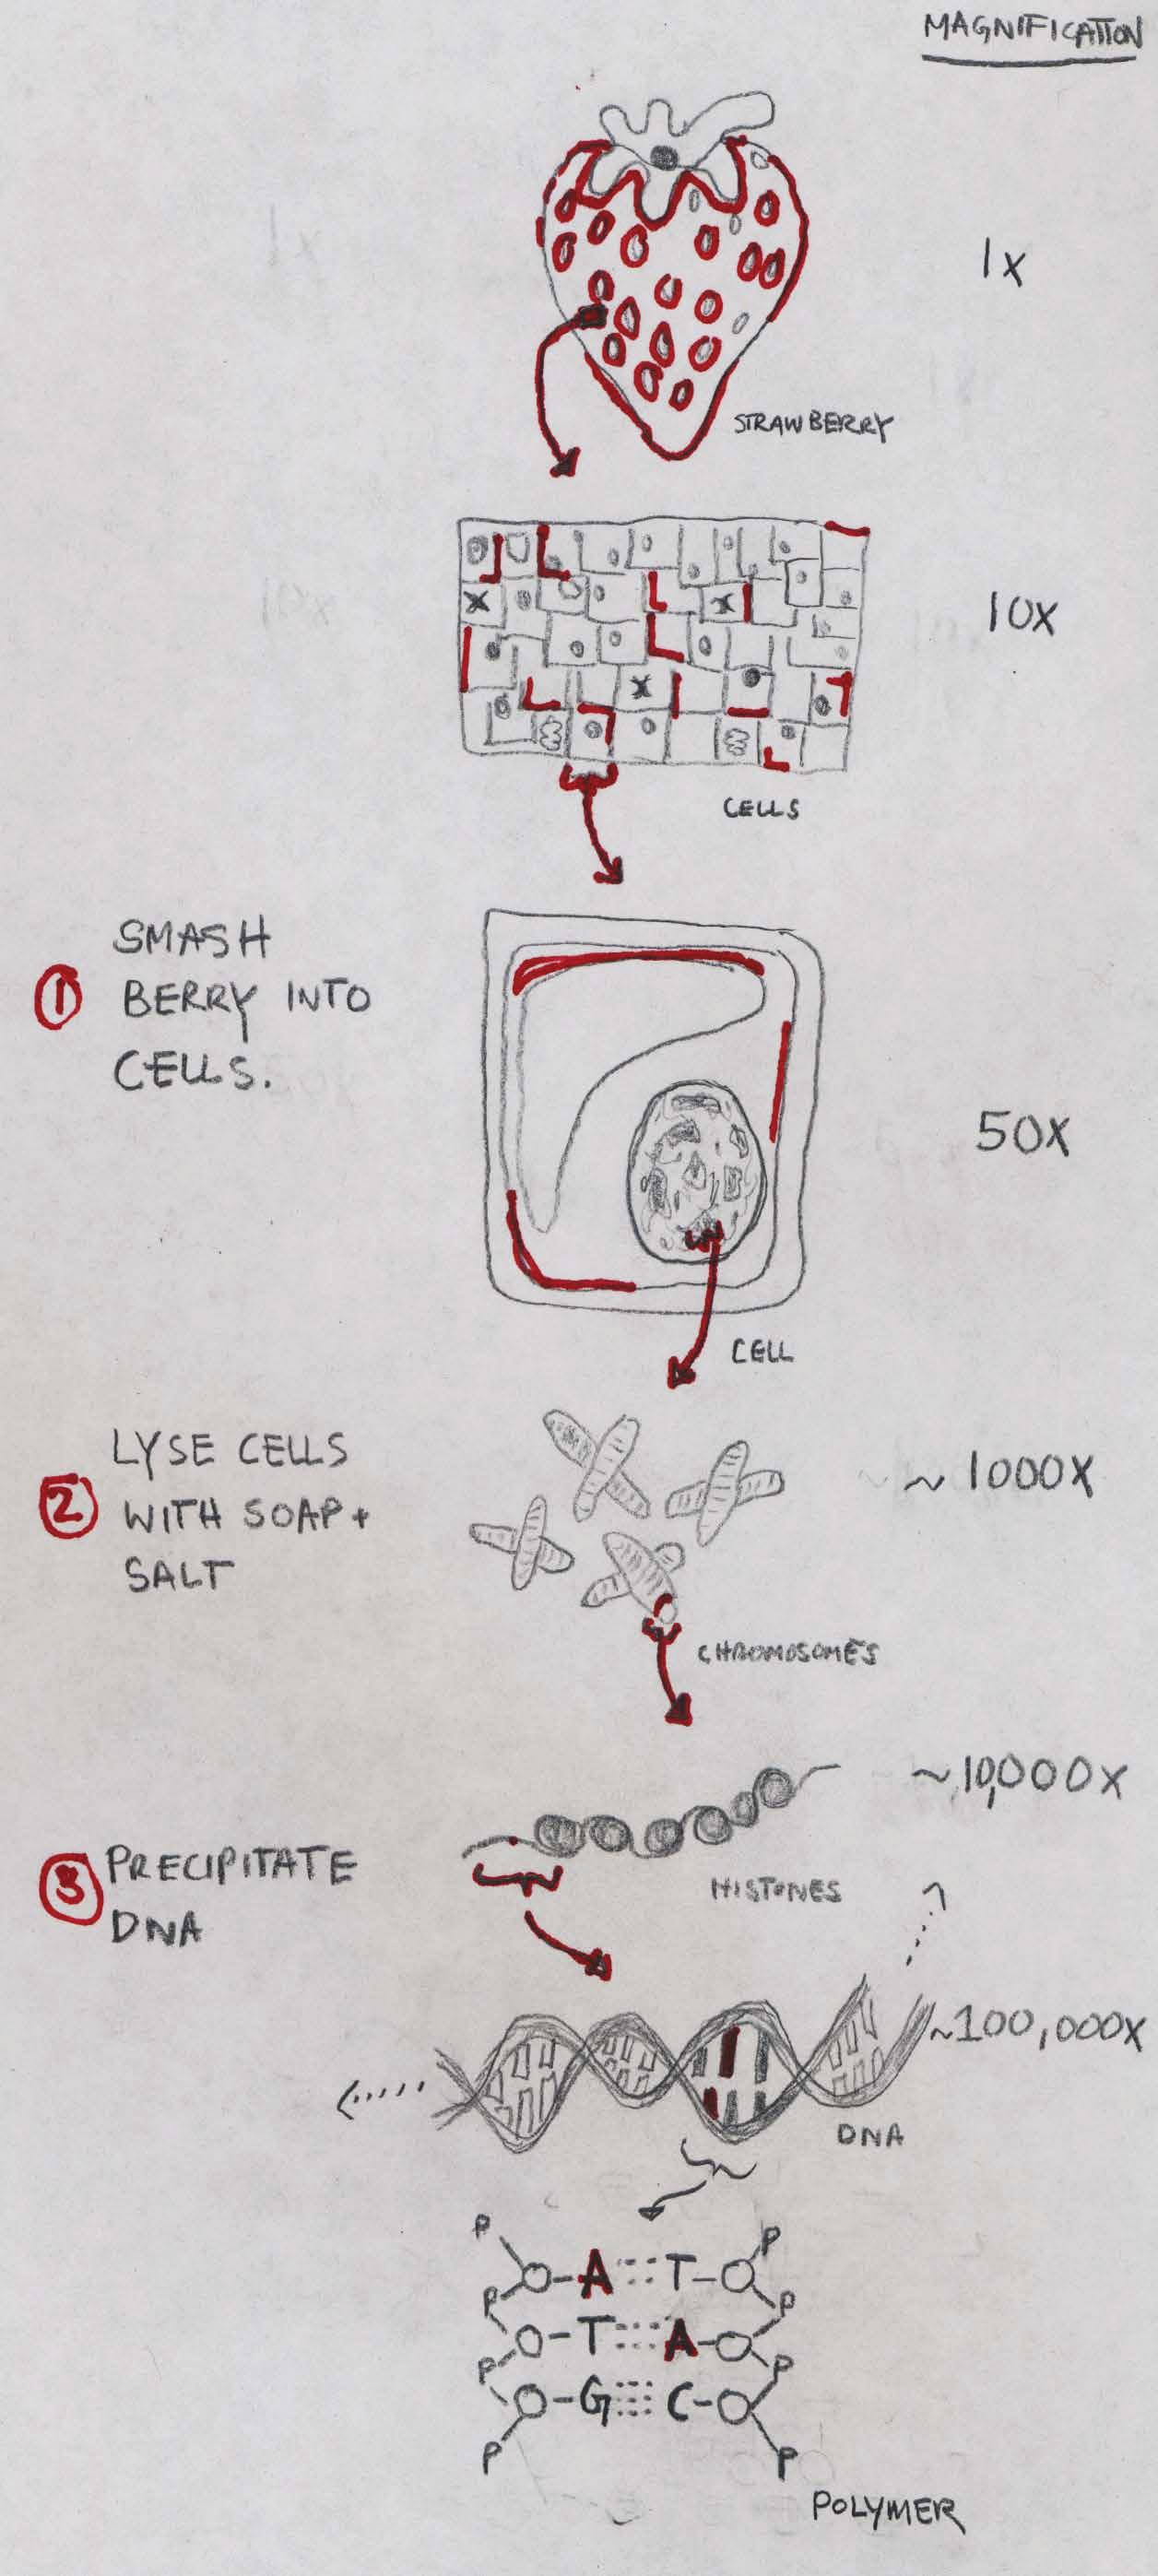 MAGNIFICATION
1X
STRAWBERRY
10X
CELLS
① SMASH
BERRY INTO
CELLS.
50X
CELL
② LYSE CELLS
WITH SOAP +
SALT
~ 1000X
CHROMOSOMES
~10,000X
HISTONES
③ PRECIPITATE
DNA
~100,000X
DNA
P P
A T
P P
T A
P P
G C
P P
POLYMER